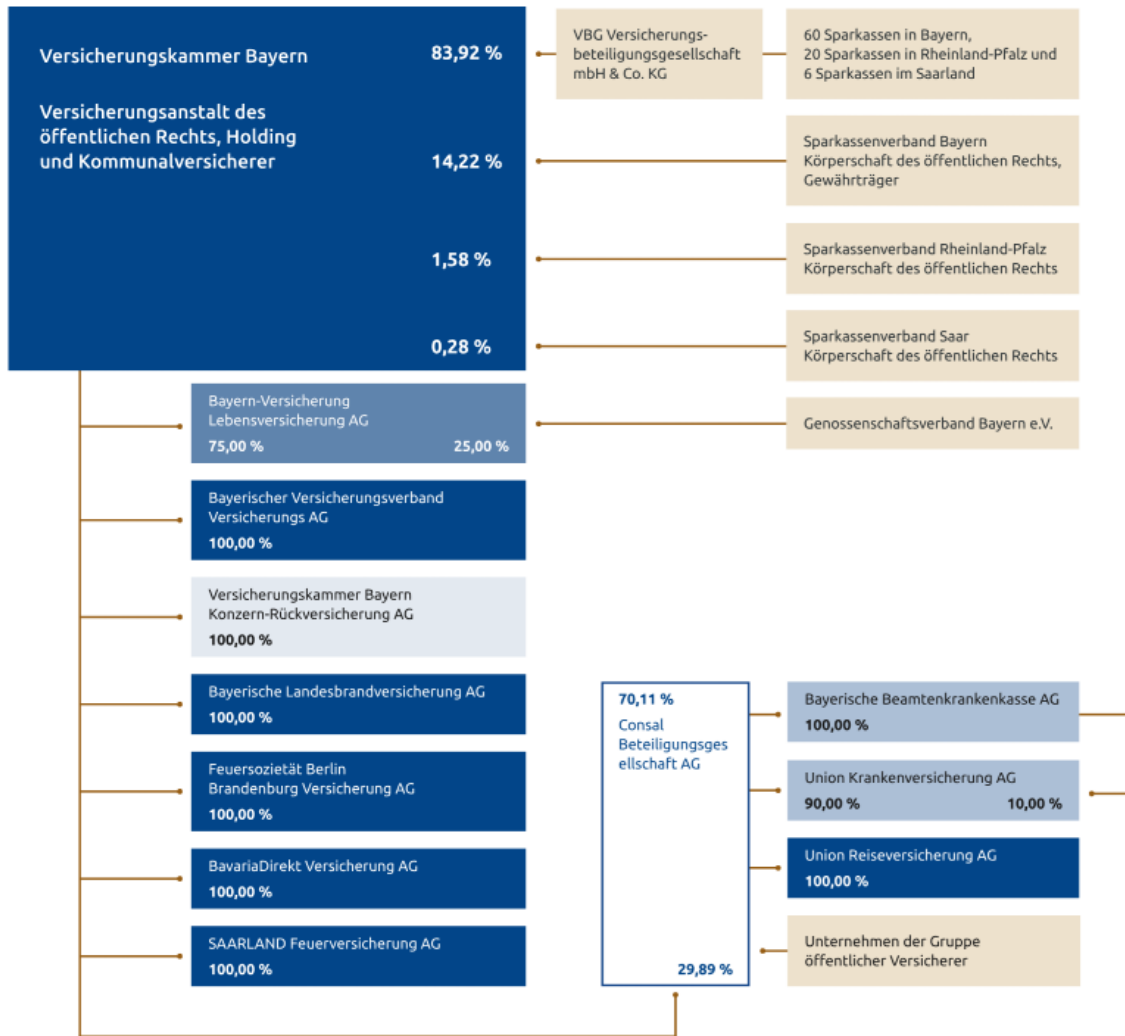 Versicherungskammer Bayern
83,92 %
Versicherungsanstalt des
öffentlichen Rechts, Holding
und Kommunalversicherer
14,22 %
1,58 %
0,28 %
VBG Versicherungs-
beteiligungsgesellschaft
mbH & Co. KG
60 Sparkassen in Bayern,
20 Sparkassen in Rheinland-Pfalz und
6 Sparkassen im Saarland
Sparkassenverband Bayern
Körperschaft des öffentlichen Rechts,
Gewährträger
Sparkassenverband Rheinland-Pfalz
Körperschaft des öffentlichen Rechts
Sparkassenverband Saar
Körperschaft des öffentlichen Rechts
Bayern-Versicherung
Lebensversicherung AG
75,00 % 25,00 %
Genossenschaftsverband Bayern e.V.
Bayerischer Versicherungsverband
Versicherungs AG
100,00 %
Versicherungskammer Bayern
Konzern-Rückversicherung AG
100,00 %
Bayerische Landesbrandversicherung AG
100,00 %
Feuersozietät Berlin
Brandenburg Versicherung AG
100,00 %
BavariaDirekt Versicherung AG
100,00 %
SAARLAND Feuerversicherung AG
100,00 %
70,11 %
Consal
Beteiligungsges
ellschaft AG
29,89 %
Bayerische Beamtenkrankenkasse AG
100,00 %
Union Krankenversicherung AG
90,00 % 10,00 %
Union Reiseversicherung AG
100,00 %
Unternehmen der Gruppe
öffentlicher Versicherer